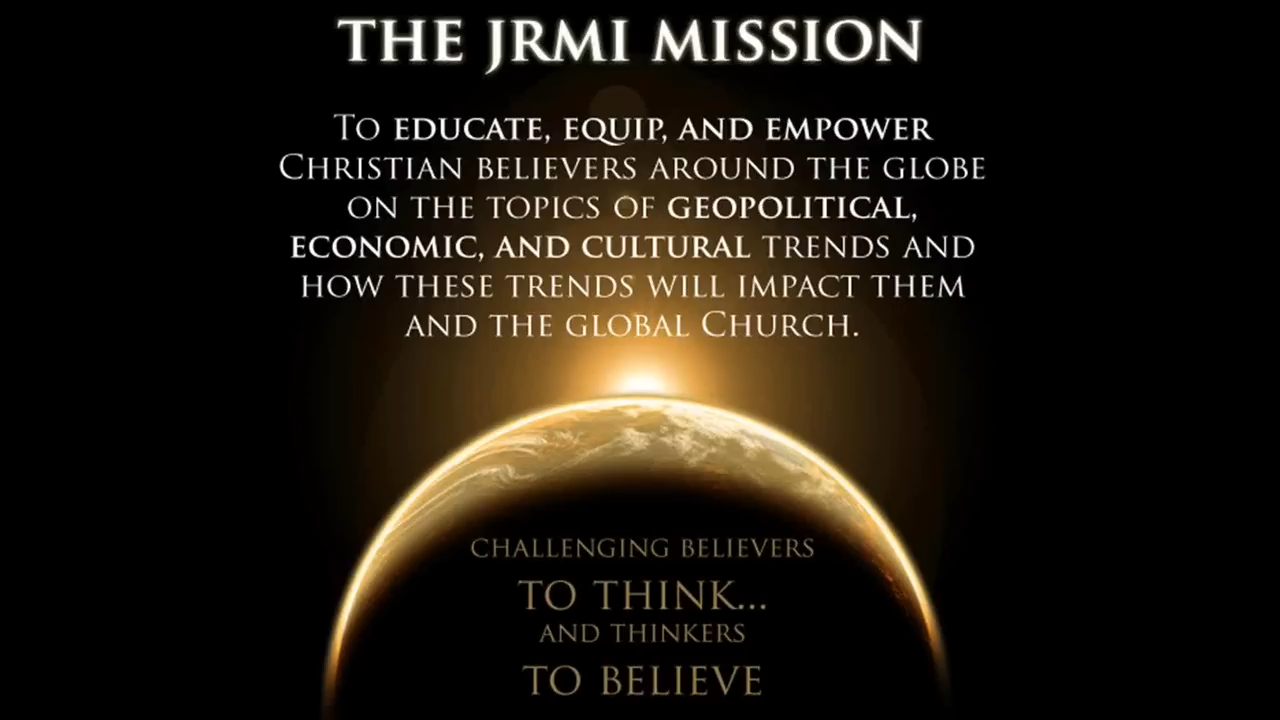 THE JRMI MISSION
TO EDUCATE, EQUIP, AND EMPOWER
CHRISTIAN BELIEVERS AROUND THE GLOBE
ON THE TOPICS OF GEOPOLITICAL,
ECONOMIC, AND CULTURAL TRENDS AND
HOW THESE TRENDS WILL IMPACT THEM
AND THE GLOBAL CHURCH.
CHALLENGING BELIEVERS
TO THINK...
AND THINKERS
TO BELIEVE